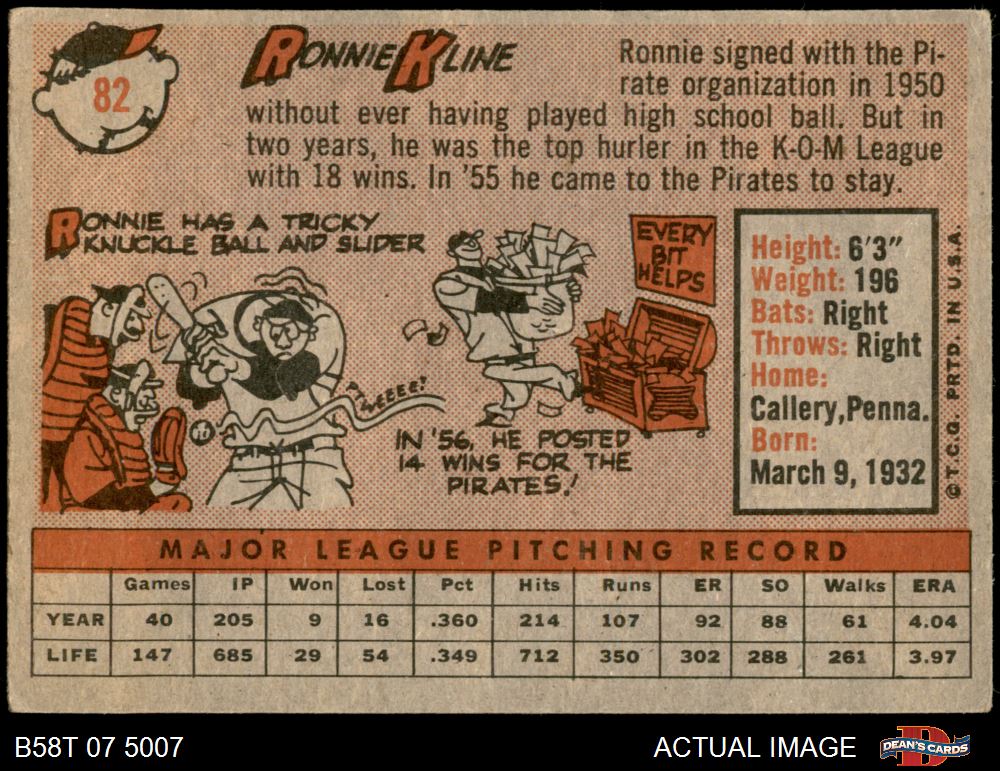 82
RONNIE KLINE
Ronnie signed with the Pi-
rate organization in 1950
without ever having played high school ball. But in
two years, he was the top hurler in the K-O-M League
with 18 wins. In '55 he came to the Pirates to stay.
RONNIE HAS A TRICKY
KNUCKLE BALL AND SLIDER
EVERY
BIT
HELPS
IN '56, HE POSTED
14 WINS FOR THE
PIRATES!
Height: 6'3"
Weight: 196
Bats: Right
Throws: Right
Home:
Callery, Penna.
Born:
March 9, 1932
© T.C.G. PRTD. IN U.S.A.
MAJOR LEAGUE PITCHING RECORD
Games IP Won Lost Pct Hits Runs ER SO Walks ERA
YEAR 40 205 9 16 .360 214 107 92 88 61 4.04
LIFE 147 685 29 54 .349 712 350 302 288 261 3.97
B58T 07 5007
ACTUAL IMAGE
DEAN'S CARDS